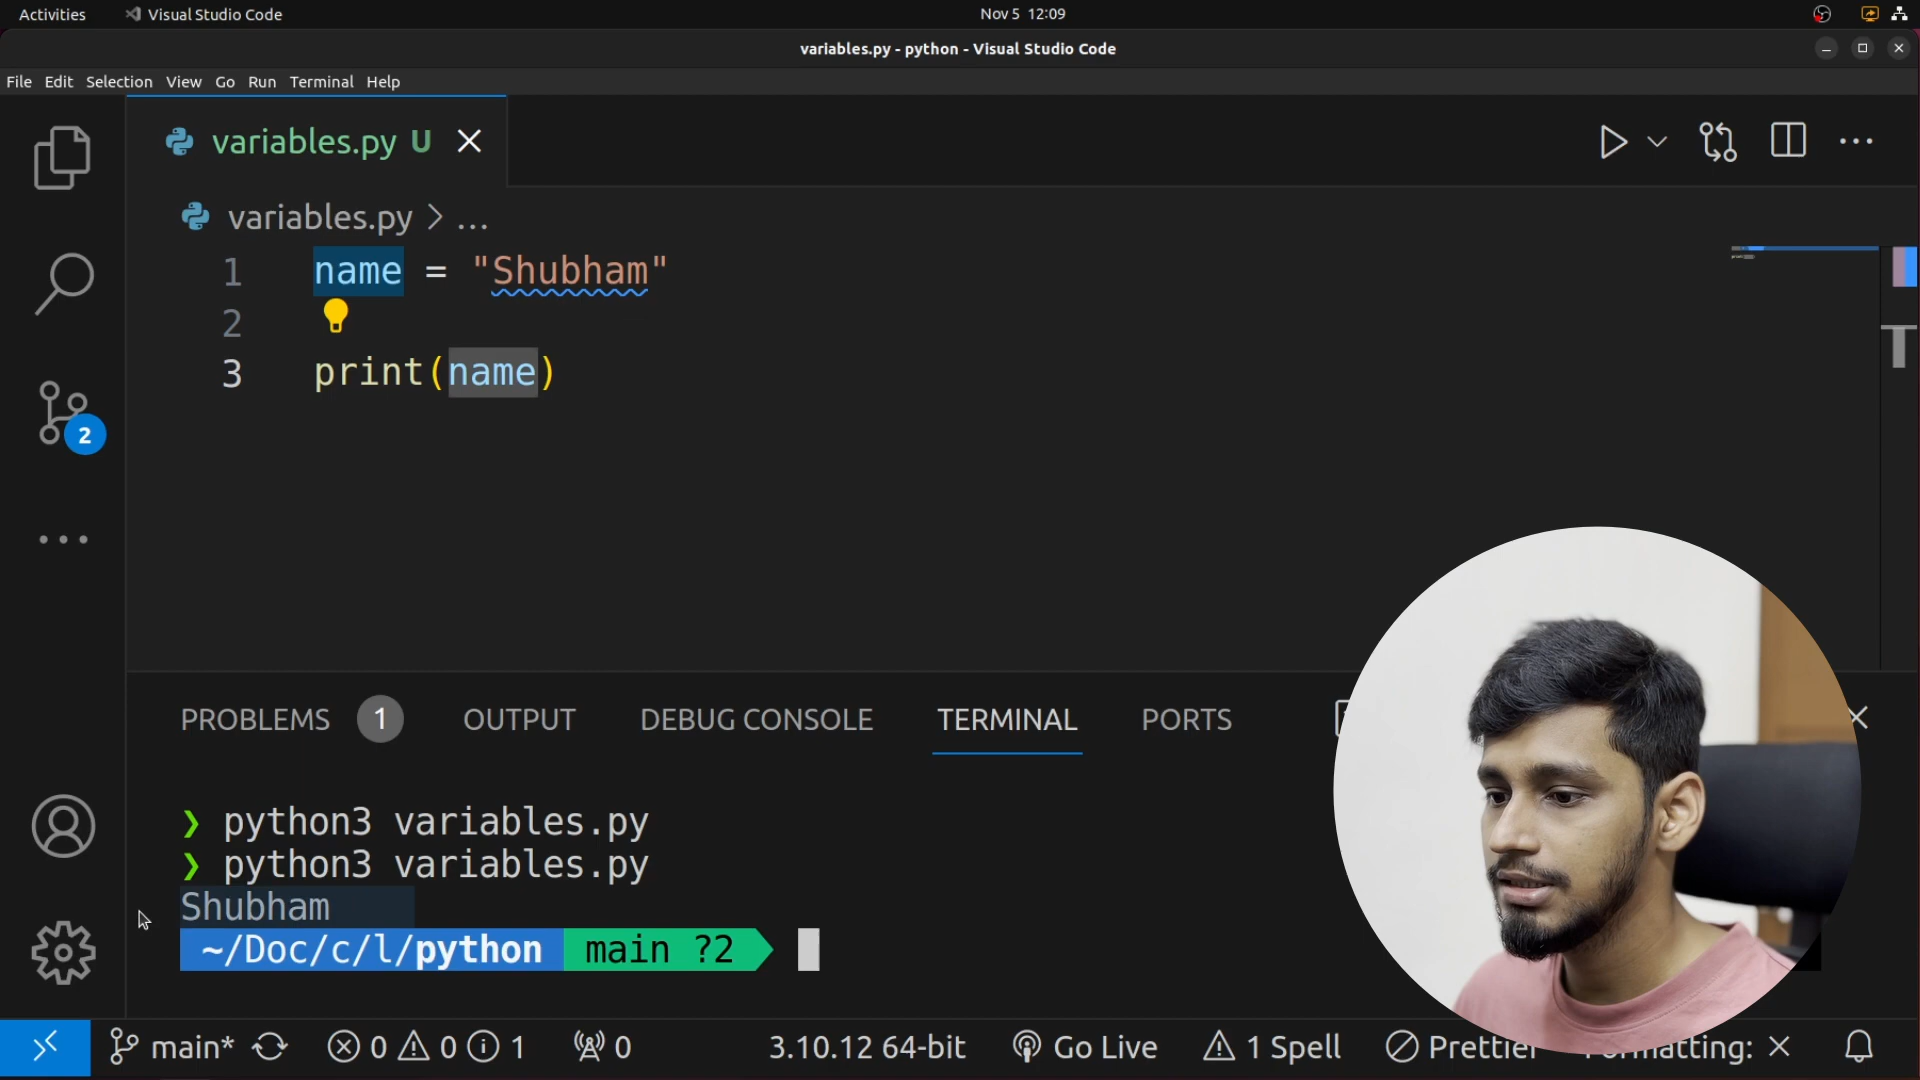 Activities Visual Studio Code Nov 5 12:09
variables.py - python - Visual Studio Code
File Edit Selection View Go Run Terminal Help
variables.py U
variables.py > ...
1 name = "Shubham"
2
3 print(name)
2
PROBLEMS 1 OUTPUT DEBUG CONSOLE TERMINAL PORTS
❯ python3 variables.py
❯ python3 variables.py
Shubham
~/Doc/c/l/python main ?2
main* 0 0 1 0 3.10.12 64-bit Go Live 1 Spell Formatting: